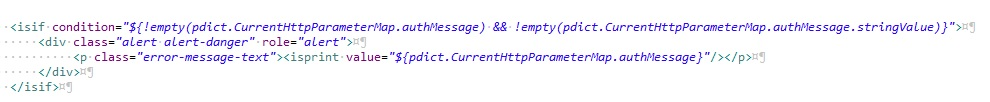 <isif condition="${!empty(pdict.CurrentHttpParameterMap.authMessage) && !empty(pdict.CurrentHttpParameterMap.authMessage.stringValue)}">¤¶
<div class="alert alert-danger" role="alert">¤¶
<p class="error-message-text"><isprint value="${pdict.CurrentHttpParameterMap.authMessage}"/></p>¤¶
</div>¤¶
</isif>¤¶